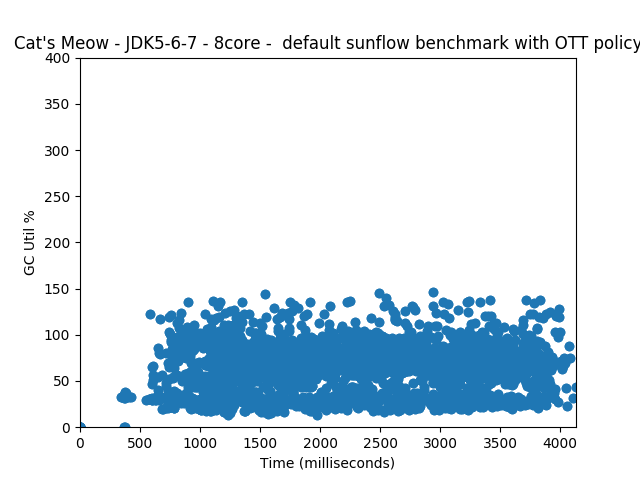 Cat's Meow - JDK5-6-7 - 8core -  default sunflow benchmark with OTT policy
400
350
300
250
200
150
100
50
0
GC Util %
0 500 1000 1500 2000 2500 3000 3500 4000
Time (milliseconds)